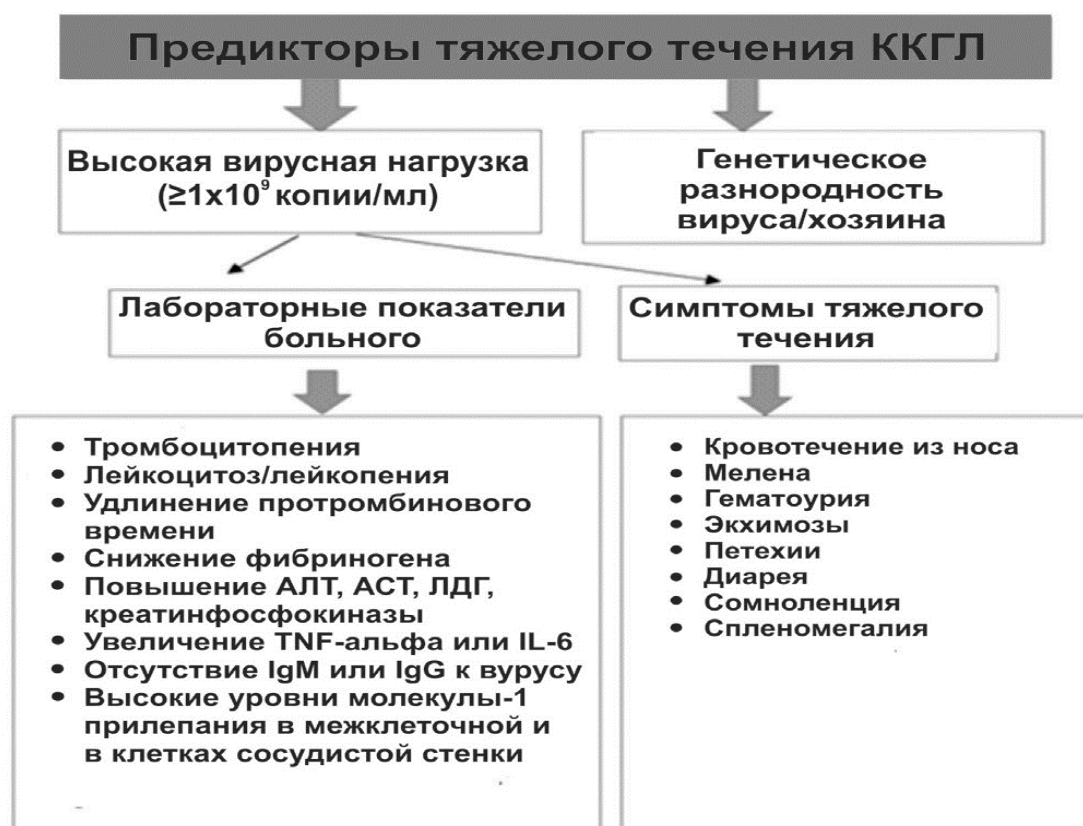 Предикторы тяжелого течения ККГЛ
Высокая вирусная нагрузка
(≥1х10⁹ копии/мл)
Генетическое
разнородность
вируса/хозяина
Лабораторные показатели
больного
Симптомы тяжелого
течения
• Тромбоцитопения
• Лейкоцитоз/лейкопения
• Удлинение протромбинового
времени
• Снижение фибриногена
• Повышение АЛТ, АСТ, ЛДГ,
креатинфосфокиназы
• Увеличение TNF-альфа или IL-6
• Отсутствие IgM или IgG к вурусу
• Высокие уровни молекулы-1
прилепания в межклеточной и
в клетках сосудистой стенки
• Кровотечение из носа
• Мелена
• Гематоурия
• Экхимозы
• Петехии
• Диарея
• Сомноленция
• Спленомегалия